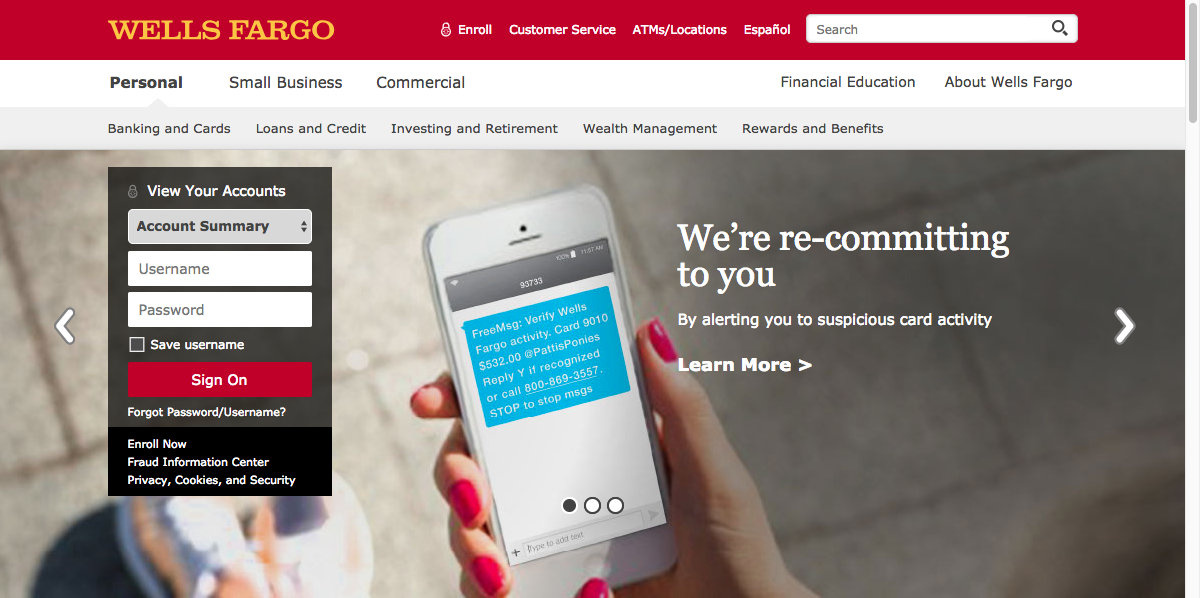 WELLS FARGO
Enroll Customer Service ATMs/Locations Español Search
Personal Small Business Commercial Financial Education About Wells Fargo
Banking and Cards Loans and Credit Investing and Retirement Wealth Management Rewards and Benefits
View Your Accounts
Account Summary
Username
Password
Save username
Sign On
Forgot Password/Username?
Enroll Now
Fraud Information Center
Privacy, Cookies, and Security
100% 11:57 AM
93733
FreeMsg: Verify Wells
Fargo activity. Card 9010
$532.00 @PattisPonies
Reply Y if recognized
or call 800-869-3557.
STOP to stop msgs
Type to add text
We’re re-committing
to you
By alerting you to suspicious card activity
Learn More >